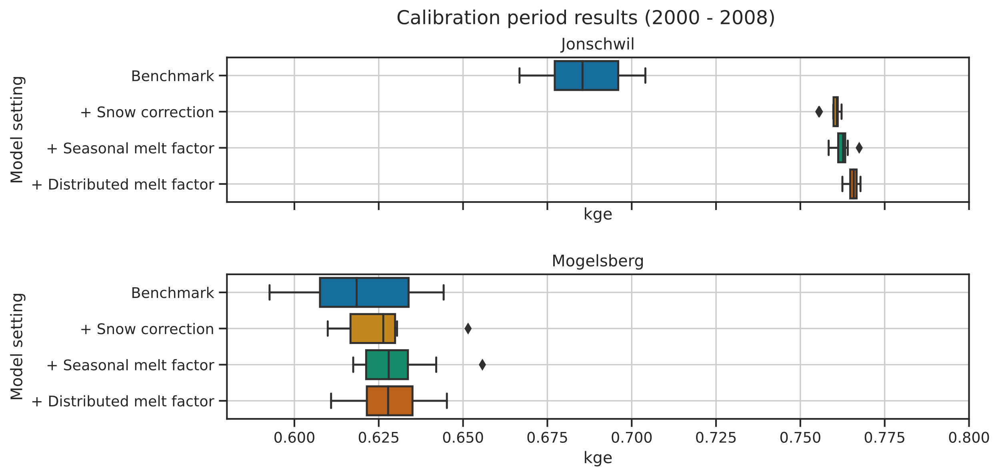 Calibration period results (2000 - 2008)
Jonschwil
Model setting
Benchmark
+ Snow correction
+ Seasonal melt factor
+ Distributed melt factor
kge
Mogelsberg
Model setting
Benchmark
+ Snow correction
+ Seasonal melt factor
+ Distributed melt factor
0.600 0.625 0.650 0.675 0.700 0.725 0.750 0.775 0.800
kge